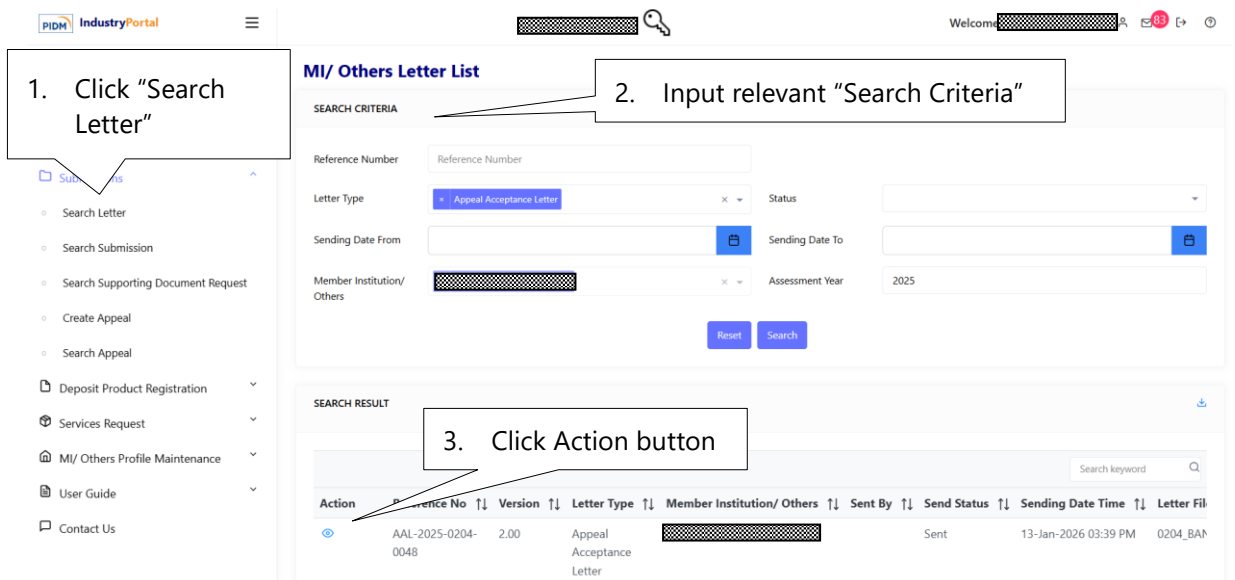 PIDM IndustryPortal
Welcome
83
1. Click “Search
Letter”
MI/ Others Letter List
2. Input relevant “Search Criteria”
SEARCH CRITERIA
Reference Number
Reference Number
Submissions
Letter Type
× Appeal Acceptance Letter
Status
Search Letter
Sending Date From
Sending Date To
Search Submission
Member Institution/
Others
Assessment Year
2025
Search Supporting Document Request
Create Appeal
Reset
Search
Search Appeal
Deposit Product Registration
SEARCH RESULT
Services Request
3. Click Action button
MI/ Others Profile Maintenance
Search keyword
User Guide
Action Reference No Version Letter Type Member Institution/ Others Sent By Send Status Sending Date Time Letter Fil
Contact Us
AAL-2025-0204-
0048
2.00
Appeal
Acceptance
Letter
Sent
13-Jan-2026 03:39 PM
0204_BAN